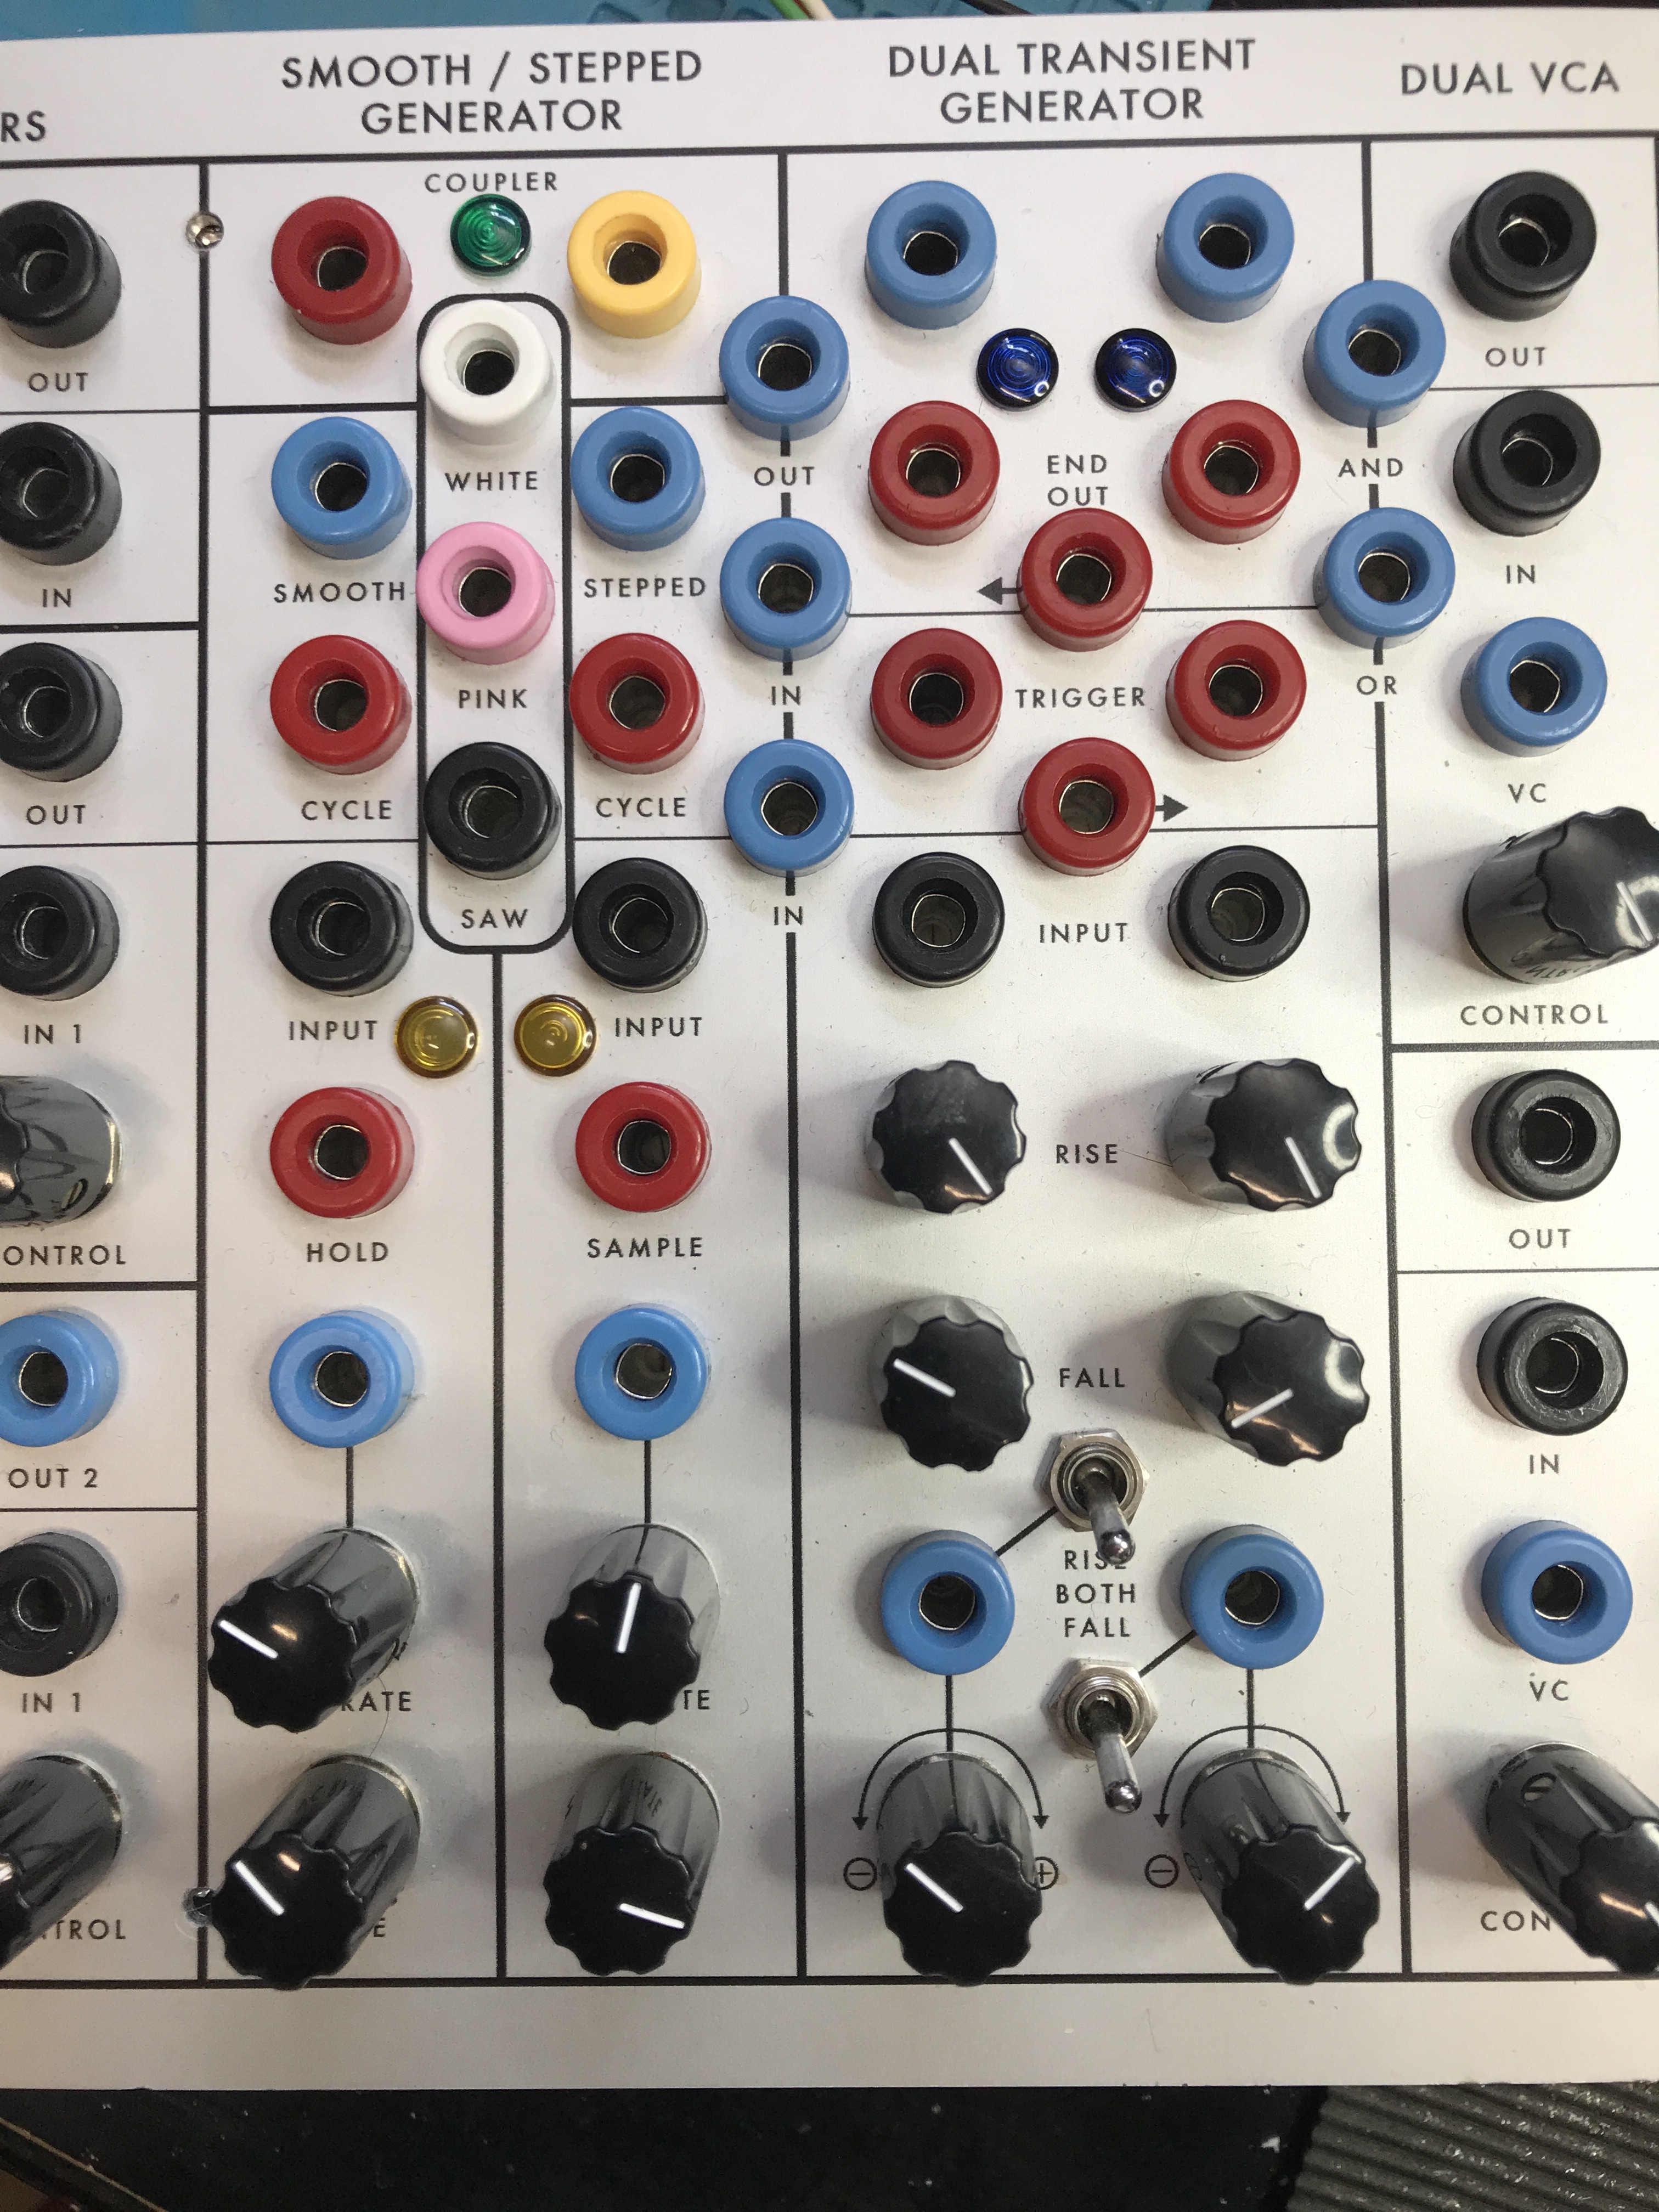 SMOOTH / STEPPED
GENERATOR
DUAL TRANSIENT
GENERATOR
DUAL VCA
RS
COUPLER
OUT
OUT
WHITE
OUT
END
OUT
AND
IN
SMOOTH
STEPPED
IN
PINK
IN
TRIGGER
OR
OUT
CYCLE
CYCLE
VC
SAW
IN
INPUT
IN 1
INPUT
INPUT
CONTROL
RISE
ONTROL
HOLD
SAMPLE
OUT
FALL
OUT 2
IN
RISE
BOTH
FALL
IN 1
RATE
TE
VC
− + −
TROL
E
CON